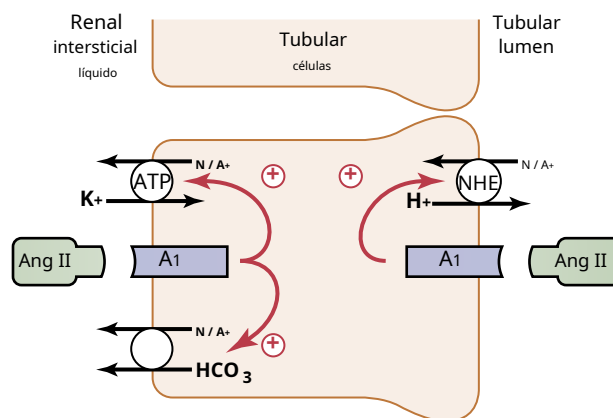 Renal
intersticial
líquido
Tubular
células
Tubular
lumen
N / A+
ATP
K+
N / A+
NHE
H+
Ang II
A1
A1
Ang II
N / A+
HCO3
+
+
+